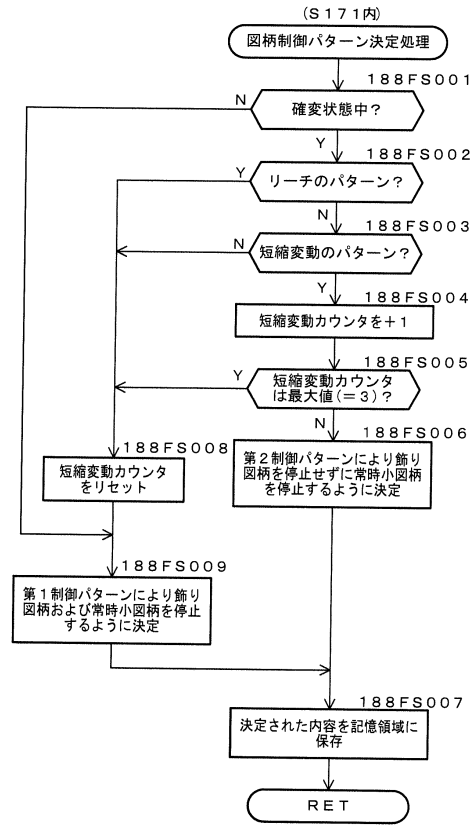 (S171内)
図柄制御パターン決定処理
188FS001
N
確変状態中?
Y
188FS002
Y
リーチのパターン?
N
188FS003
N
短縮変動のパターン?
Y
188FS004
短縮変動カウンタを+1
188FS005
Y
短縮変動カウンタ
は最大値(=3)?
N
188FS006
第2制御パターンにより飾り
図柄を停止せずに常時小図柄
を停止するように決定
188FS008
短縮変動カウンタ
をリセット
188FS009
第1制御パターンにより飾り
図柄および常時小図柄を停止
するように決定
188FS007
決定された内容を記憶領域に
保存
RET